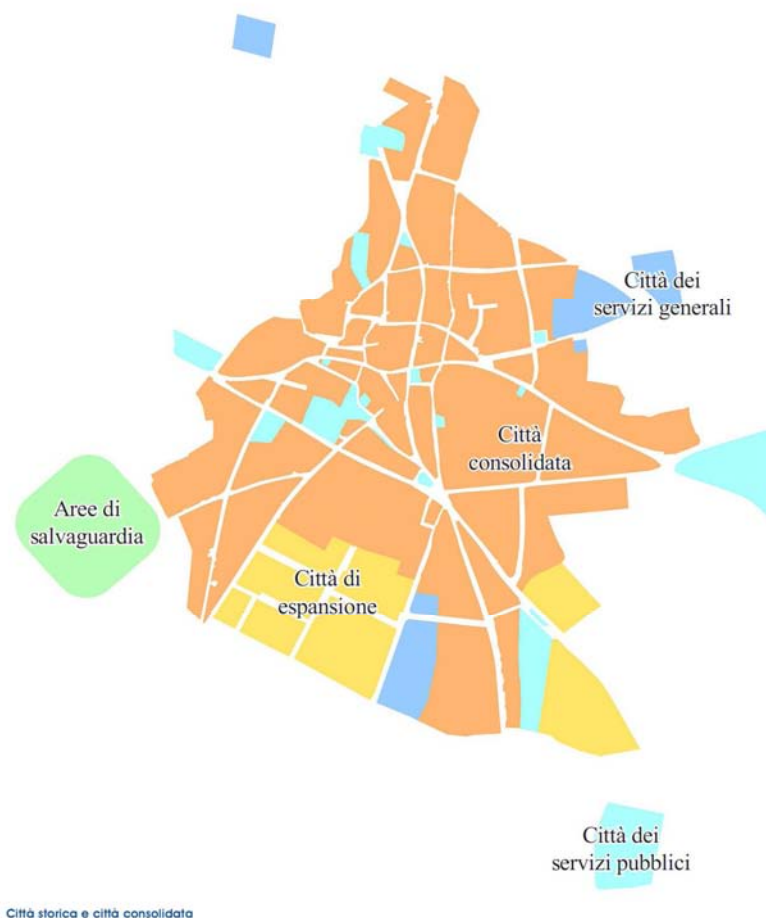 Città dei
servizi generali
Città
consolidata
Aree di
salvaguardia
Città di
espansione
Città dei
servizi pubblici
Città storica e città consolidata